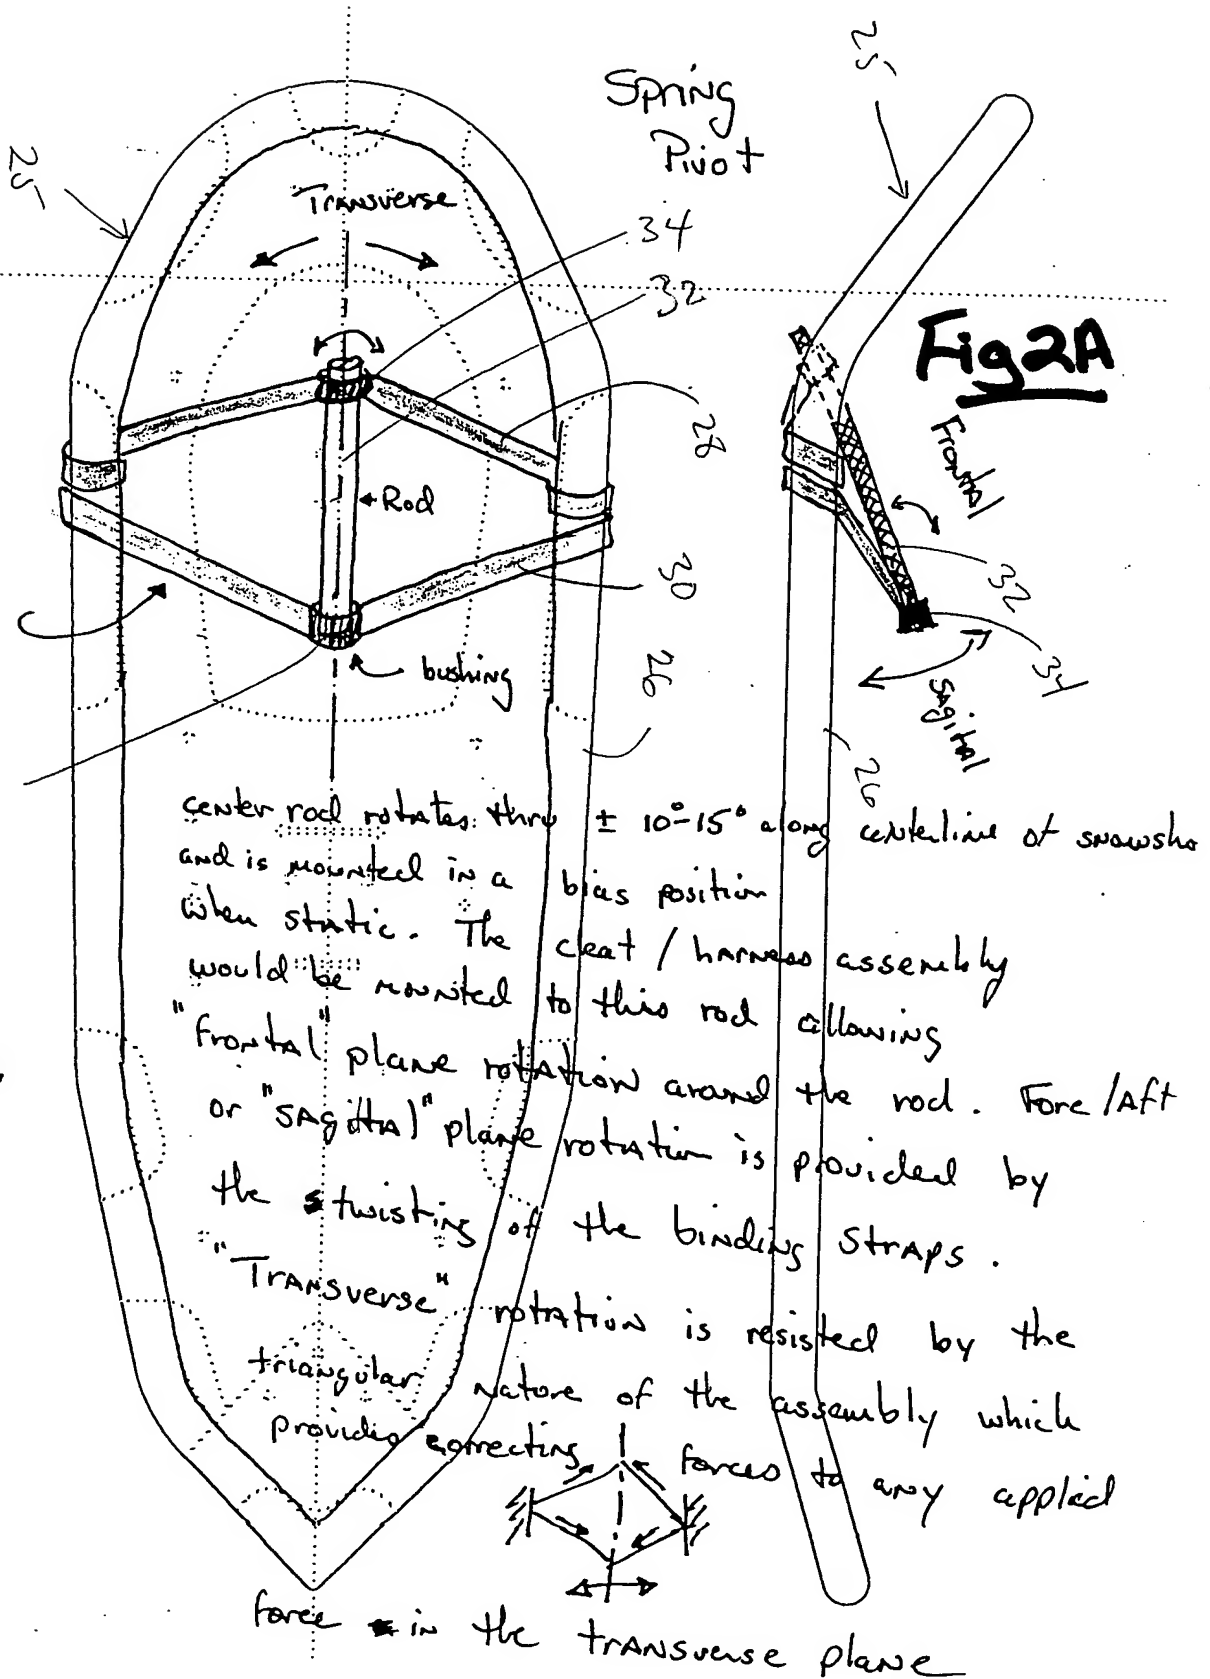 Spring
Pivot
25
25
Transverse
34
32
Fig2A
Frontal
28
Rod
30
32
34
bushing
26
Sagital
26
center rod rotates thru ± 10°-15° along centerline of snowsho
and is mounted in a bias position
when static. The cleat / harness assembly
would be mounted to this rod allowing
"Frontal" plane rotation around the rod. Fore/Aft
or "SAgittal" plane rotation is provided by
the twisting of the binding straps.
"Transverse" rotation is resisted by the
triangular nature of the assembly which
provides correcting forces to any applied
force in the transverse plane